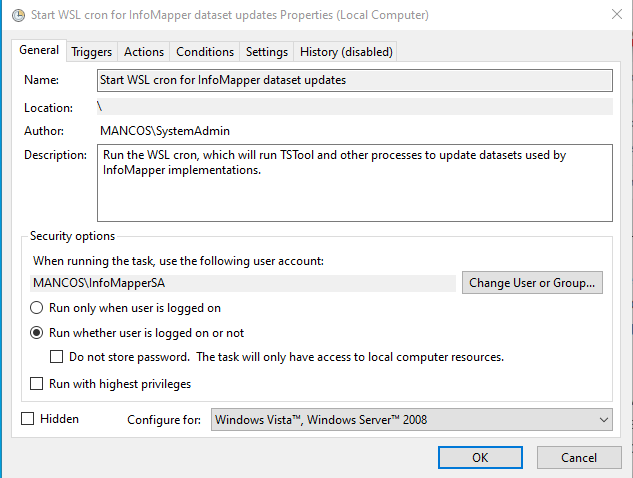 Start WSL cron for InfoMapper dataset updates Properties (Local Computer)
General Triggers Actions Conditions Settings History (disabled)
Name: Start WSL cron for InfoMapper dataset updates
Location: \
Author: MANCOS\SystemAdmin
Description: Run the WSL cron, which will run TSTool and other processes to update datasets used by
InfoMapper implementations.
Security options
When running the task, use the following user account:
MANCOS\InfoMapperSA Change User or Group...
Run only when user is logged on
Run whether user is logged on or not
Do not store password. The task will only have access to local computer resources.
Run with highest privileges
Hidden Configure for: Windows Vista™, Windows Server™ 2008
OK Cancel